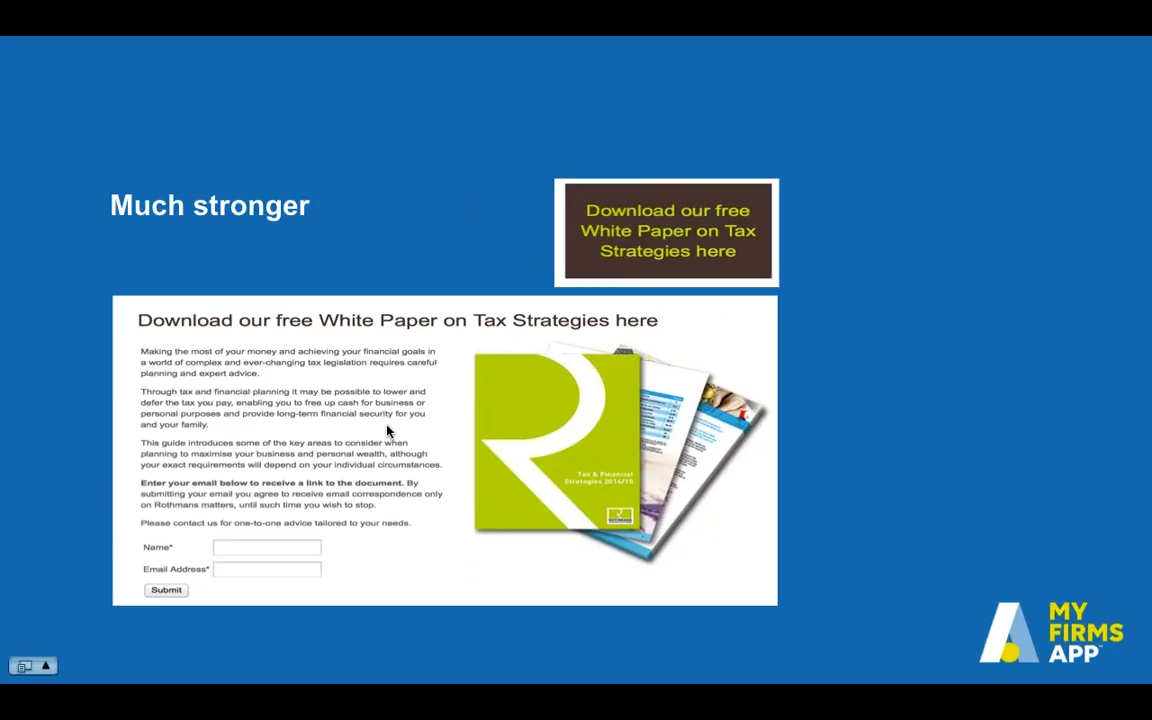 Much stronger
Download our free
White Paper on Tax
Strategies here
Download our free White Paper on Tax Strategies here
Making the most of your money and achieving your financial goals in
a world of complex and ever-changing tax legislation requires careful
planning and expert advice.
Through tax and financial planning it may be possible to lower and
defer the tax you pay, enabling you to free up cash for business or
personal purposes and provide long-term financial security for you
and your family.
This guide introduces some of the key areas to consider when
planning to maximise your business and personal wealth, although
your exact requirements will depend on your individual circumstances.
Enter your email below to receive a link to the document. By
submitting your email you agree to receive email correspondence only
on Rothmans matters, until such time you wish to stop.
Please contact us for one-to-one advice tailored to your needs.
Name*
Email Address*
Submit
Tax & Financial
Strategies 2014/15
ROTHMANS
MY
FIRMS
APP™